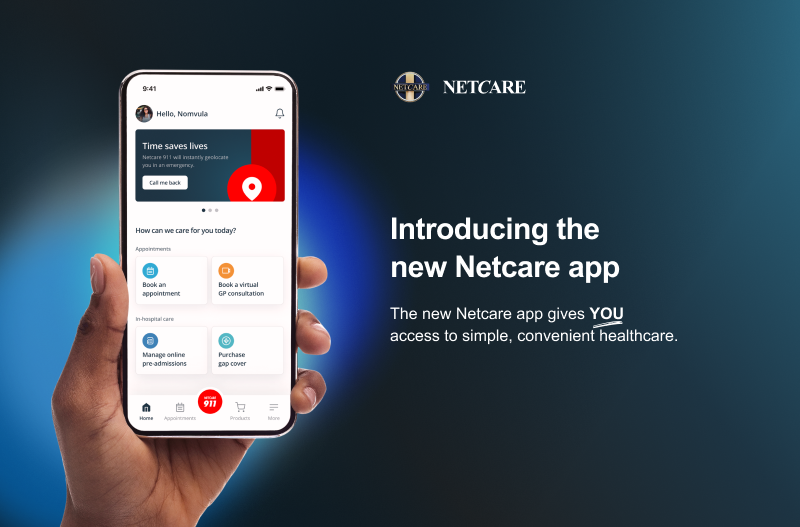 9:41
Hello, Nomvula
Time saves lives
Netcare 911 will instantly geolocate
you in an emergency.
Call me back
How can we care for you today?
Appointments
Book an
appointment
Book a virtual
GP consultation
In-hospital care
Manage online
pre-admissions
Purchase
gap cover
Home
Appointments
NETCARE
911
Products
More
NETCARE
NETCARE
Introducing the
new Netcare app
The new Netcare app gives YOU
access to simple, convenient healthcare.